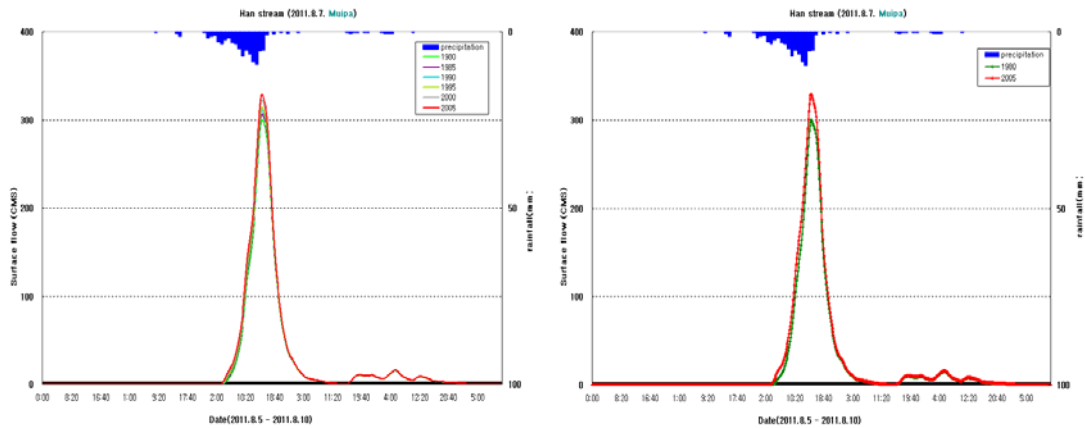 Han stream (2011.8.7. Muipa)
400
300
200
100
0
0
50
100
Surface flow (CMS)
rainfall(mm;
precipitation
1980
1985
1990
1985
2000
2005
0:00 8:20 16:40 1:00 9:20 17:40 2:00 10:20 18:40 3:00 11:20 19:40 4:00 12:20 20:40 5:00
Date(2011.8.5 - 2011.8.10)
Han stream (2011.8.7. Muipa)
400
300
200
100
0
0
50
100
Surface flow (CMS)
rainfall(mm;
precipitation
1980
2005
0:00 8:20 16:40 1:00 9:20 17:40 2:00 10:20 18:40 3:00 11:20 19:40 4:00 12:20 20:40 5:00
Date(2011.8.5 - 2011.8.10)